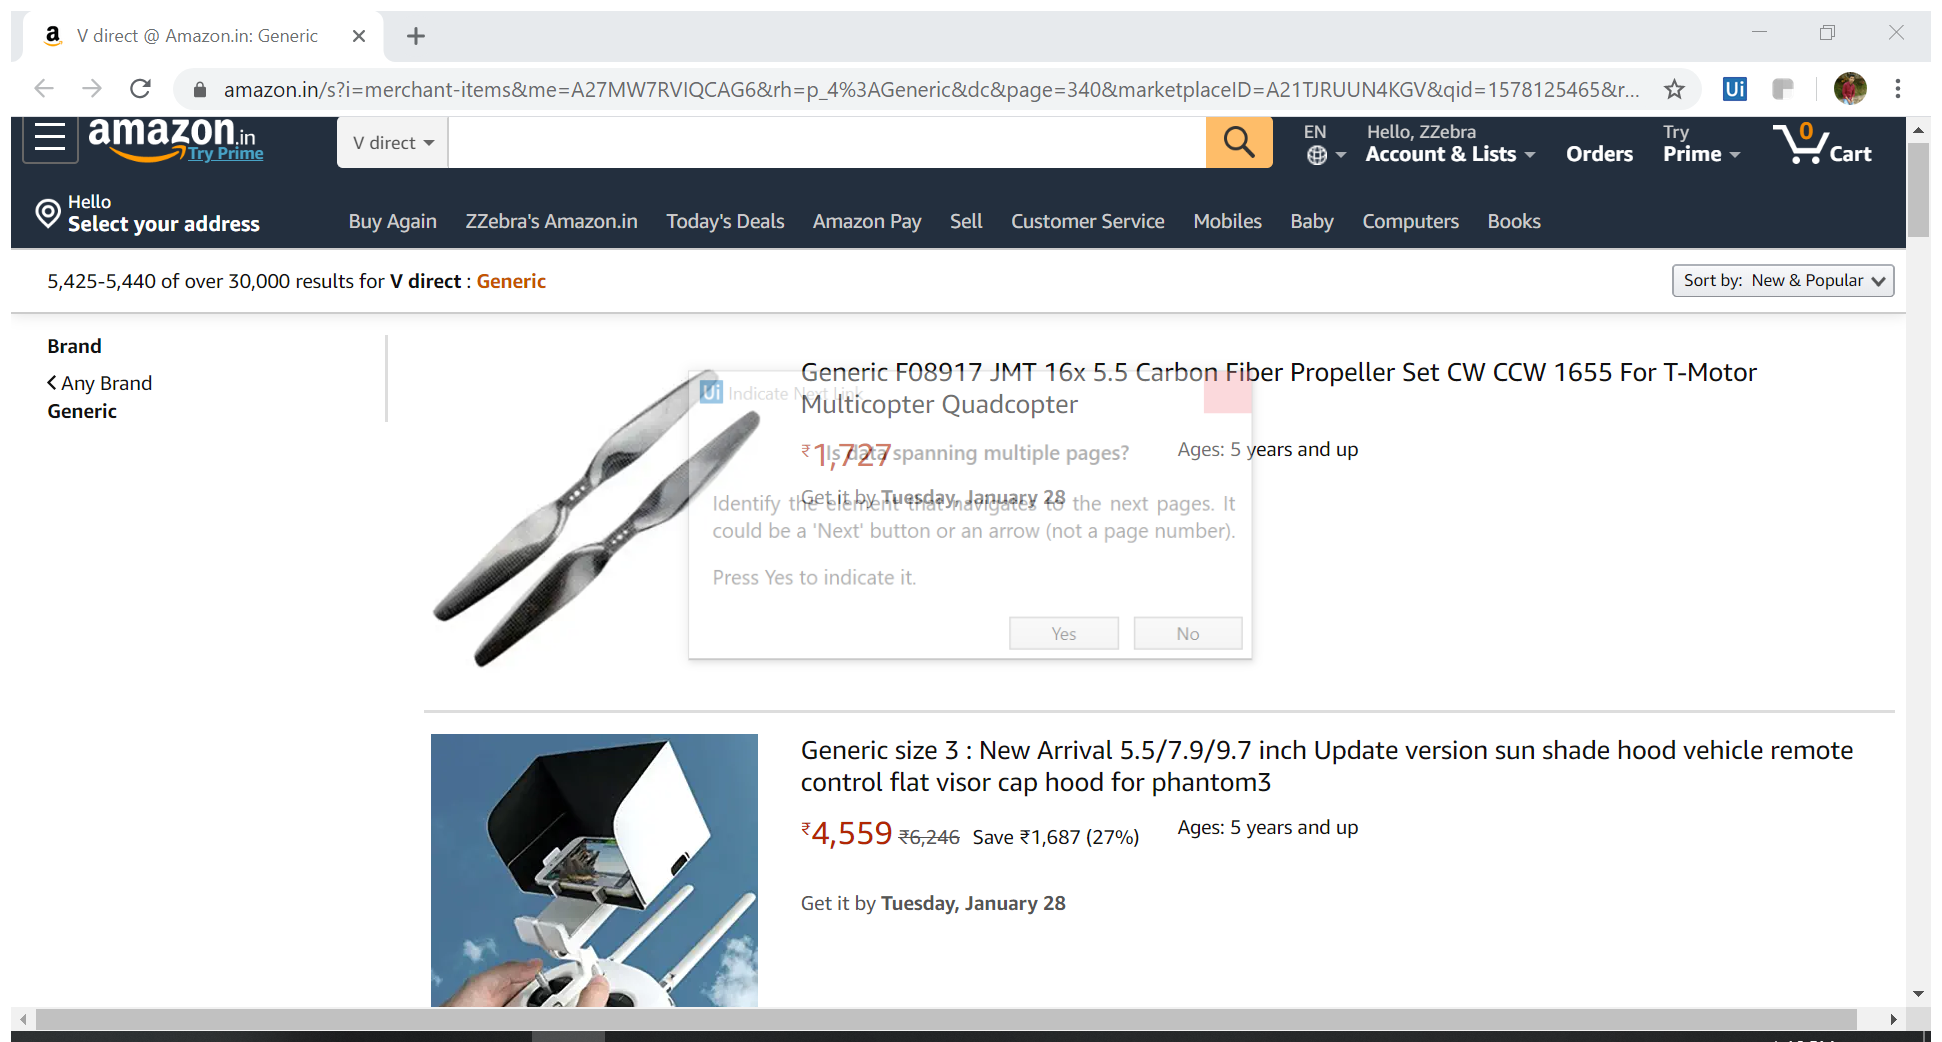 V direct @ Amazon.in: Generic
amazon.in/s?i=merchant-items&me=A27MW7RVIQCAG6&rh=p_4%3AGeneric&dc&page=340&marketplaceID=A21TJRUUN4KGV&qid=1578125465&r...
Ui
amazon.in
Try Prime
V direct
EN
Hello, ZZebra
Account & Lists
Orders
Try
Prime
0
Cart
Hello
Select your address
Buy Again ZZebra's Amazon.in Today's Deals Amazon Pay Sell Customer Service Mobiles Baby Computers Books
5,425-5,440 of over 30,000 results for V direct : Generic
Sort by: New & Popular
Brand
Any Brand
Generic
Generic F08917 JMT 16x 5.5 Carbon Fiber Propeller Set CW CCW 1655 For T-Motor
Multicopter Quadcopter
₹1,727
Ages: 5 years and up
Get it by Tuesday, January 28
Ui Indicate Next Link
Is data spanning multiple pages?
Identify the element that navigates to the next pages. It
could be a 'Next' button or an arrow (not a page number).
Press Yes to indicate it.
Yes No
Generic size 3 : New Arrival 5.5/7.9/9.7 inch Update version sun shade hood vehicle remote
control flat visor cap hood for phantom3
₹4,559 ₹6,246 Save ₹1,687 (27%)
Ages: 5 years and up
Get it by Tuesday, January 28